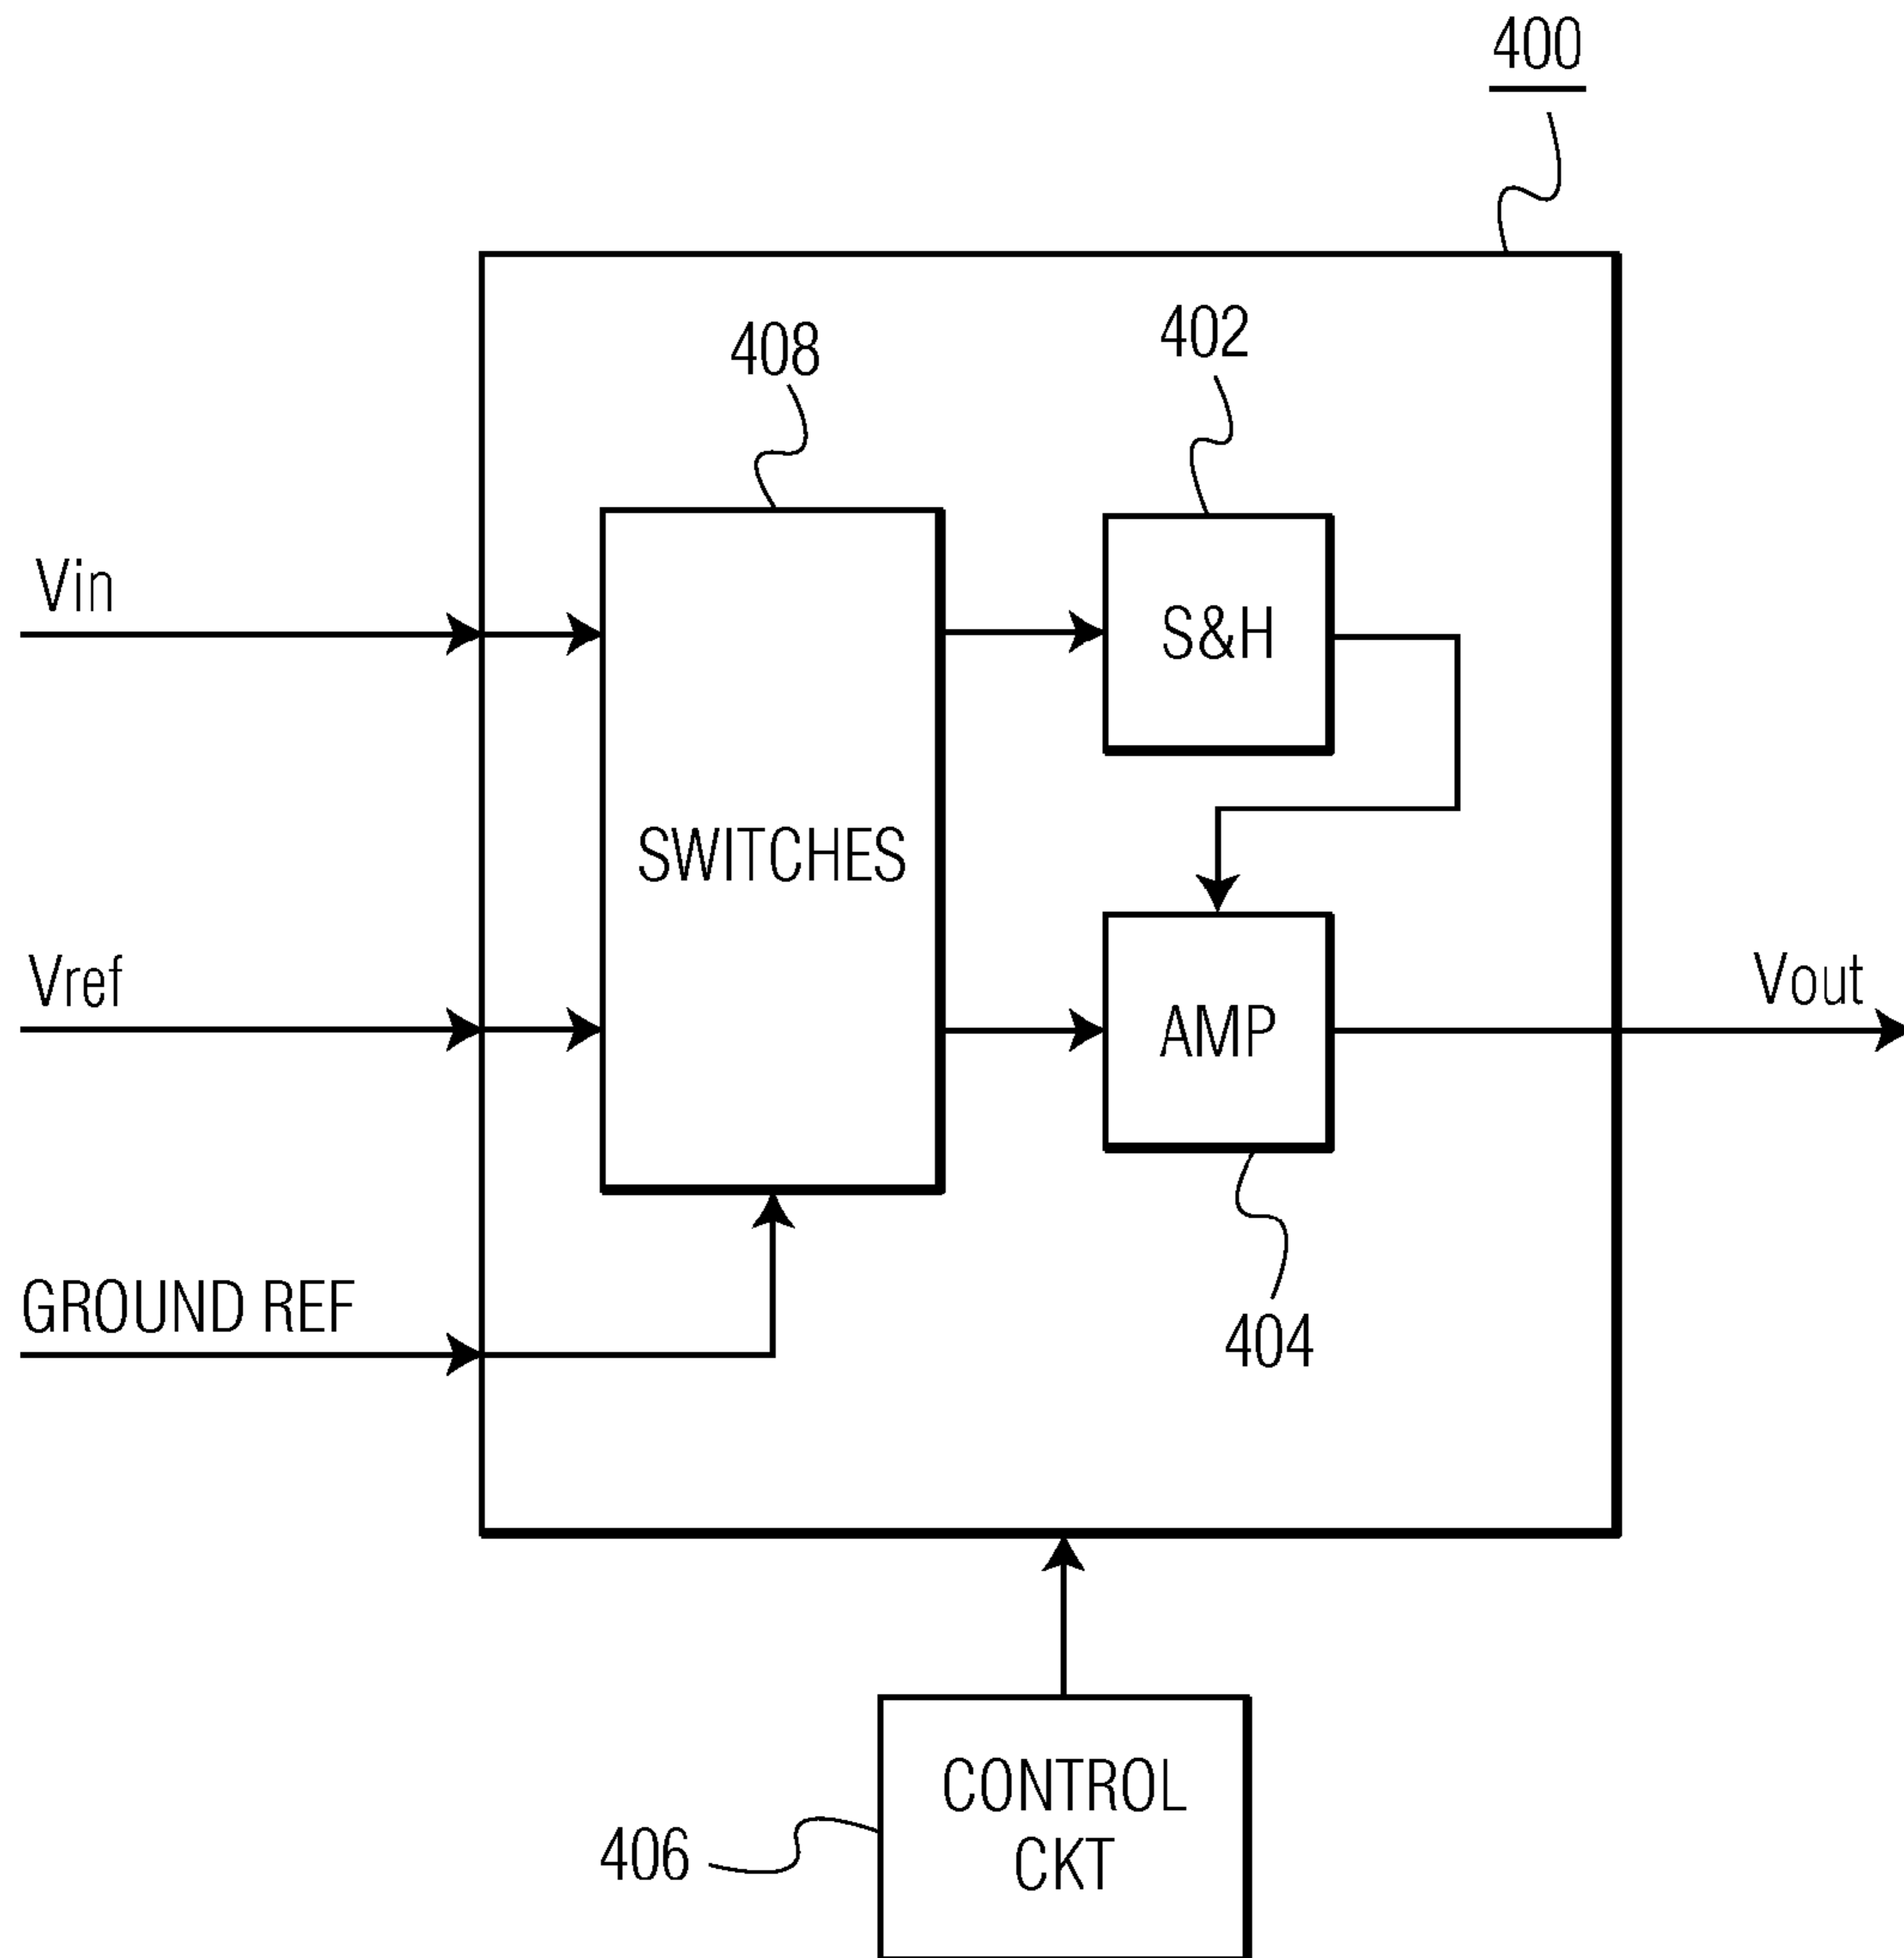 400
408
402
Vin
S&H
SWITCHES
Vref
AMP
Vout
GROUND REF
404
CONTROL
CKT
406